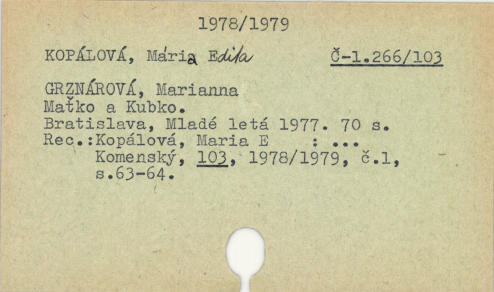 1978/1979
KOPÁLOVÁ, Mária Edita Č-1.266/103
GRZNÁROVÁ, Marianna
Maťko a Kubko.
Bratislava, Mladé letá 1977. 70 s.
Rec.:Kopálová, Maria E : ...
Komenský, 103, 1978/1979, č.1,
s.63-64.